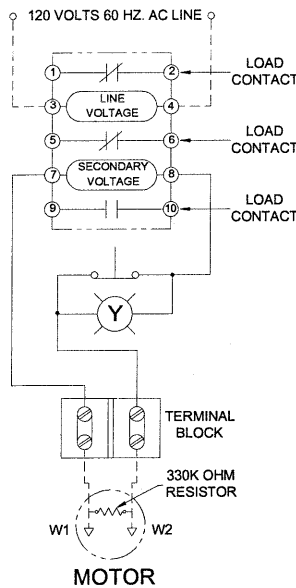 120 VOLTS 60 HZ. AC LINE
1
2
LOAD
CONTACT
3
LINE
VOLTAGE
4
5
6
LOAD
CONTACT
7
SECONDARY
VOLTAGE
8
9
10
LOAD
CONTACT
Y
TERMINAL
BLOCK
330K OHM
RESISTOR
W1
W2
MOTOR